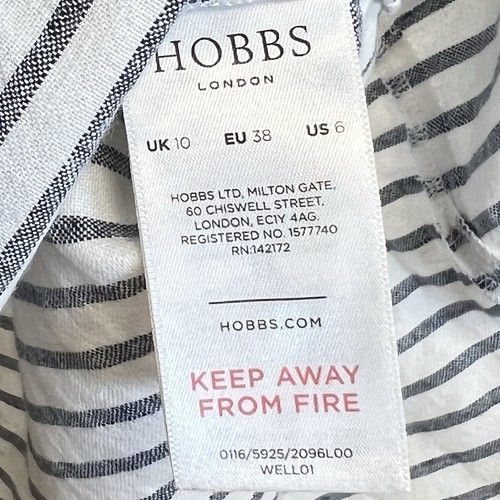 HOBBS
LONDON
UK 10 EU 38 US 6
HOBBS LTD, MILTON GATE,
60 CHISWELL STREET,
LONDON, EC1Y 4AG.
REGISTERED NO. 1577740
RN:142172
HOBBS.COM
KEEP AWAY
FROM FIRE
0116/5925/2096L00
WELL01